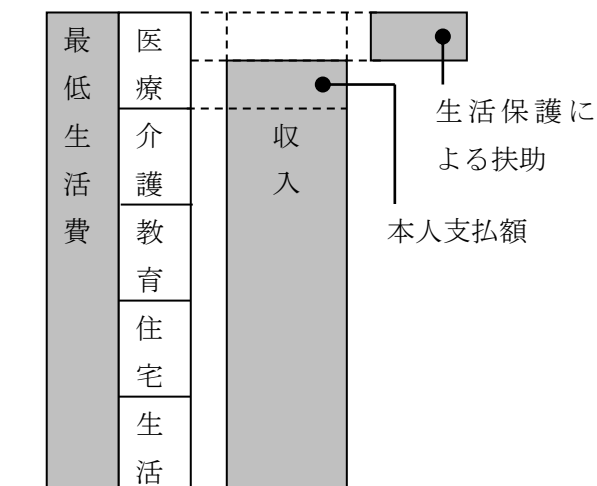 最低生活費
医療
介護
教育
住宅
生活
収入
生活保護に
よる扶助
本人支払額